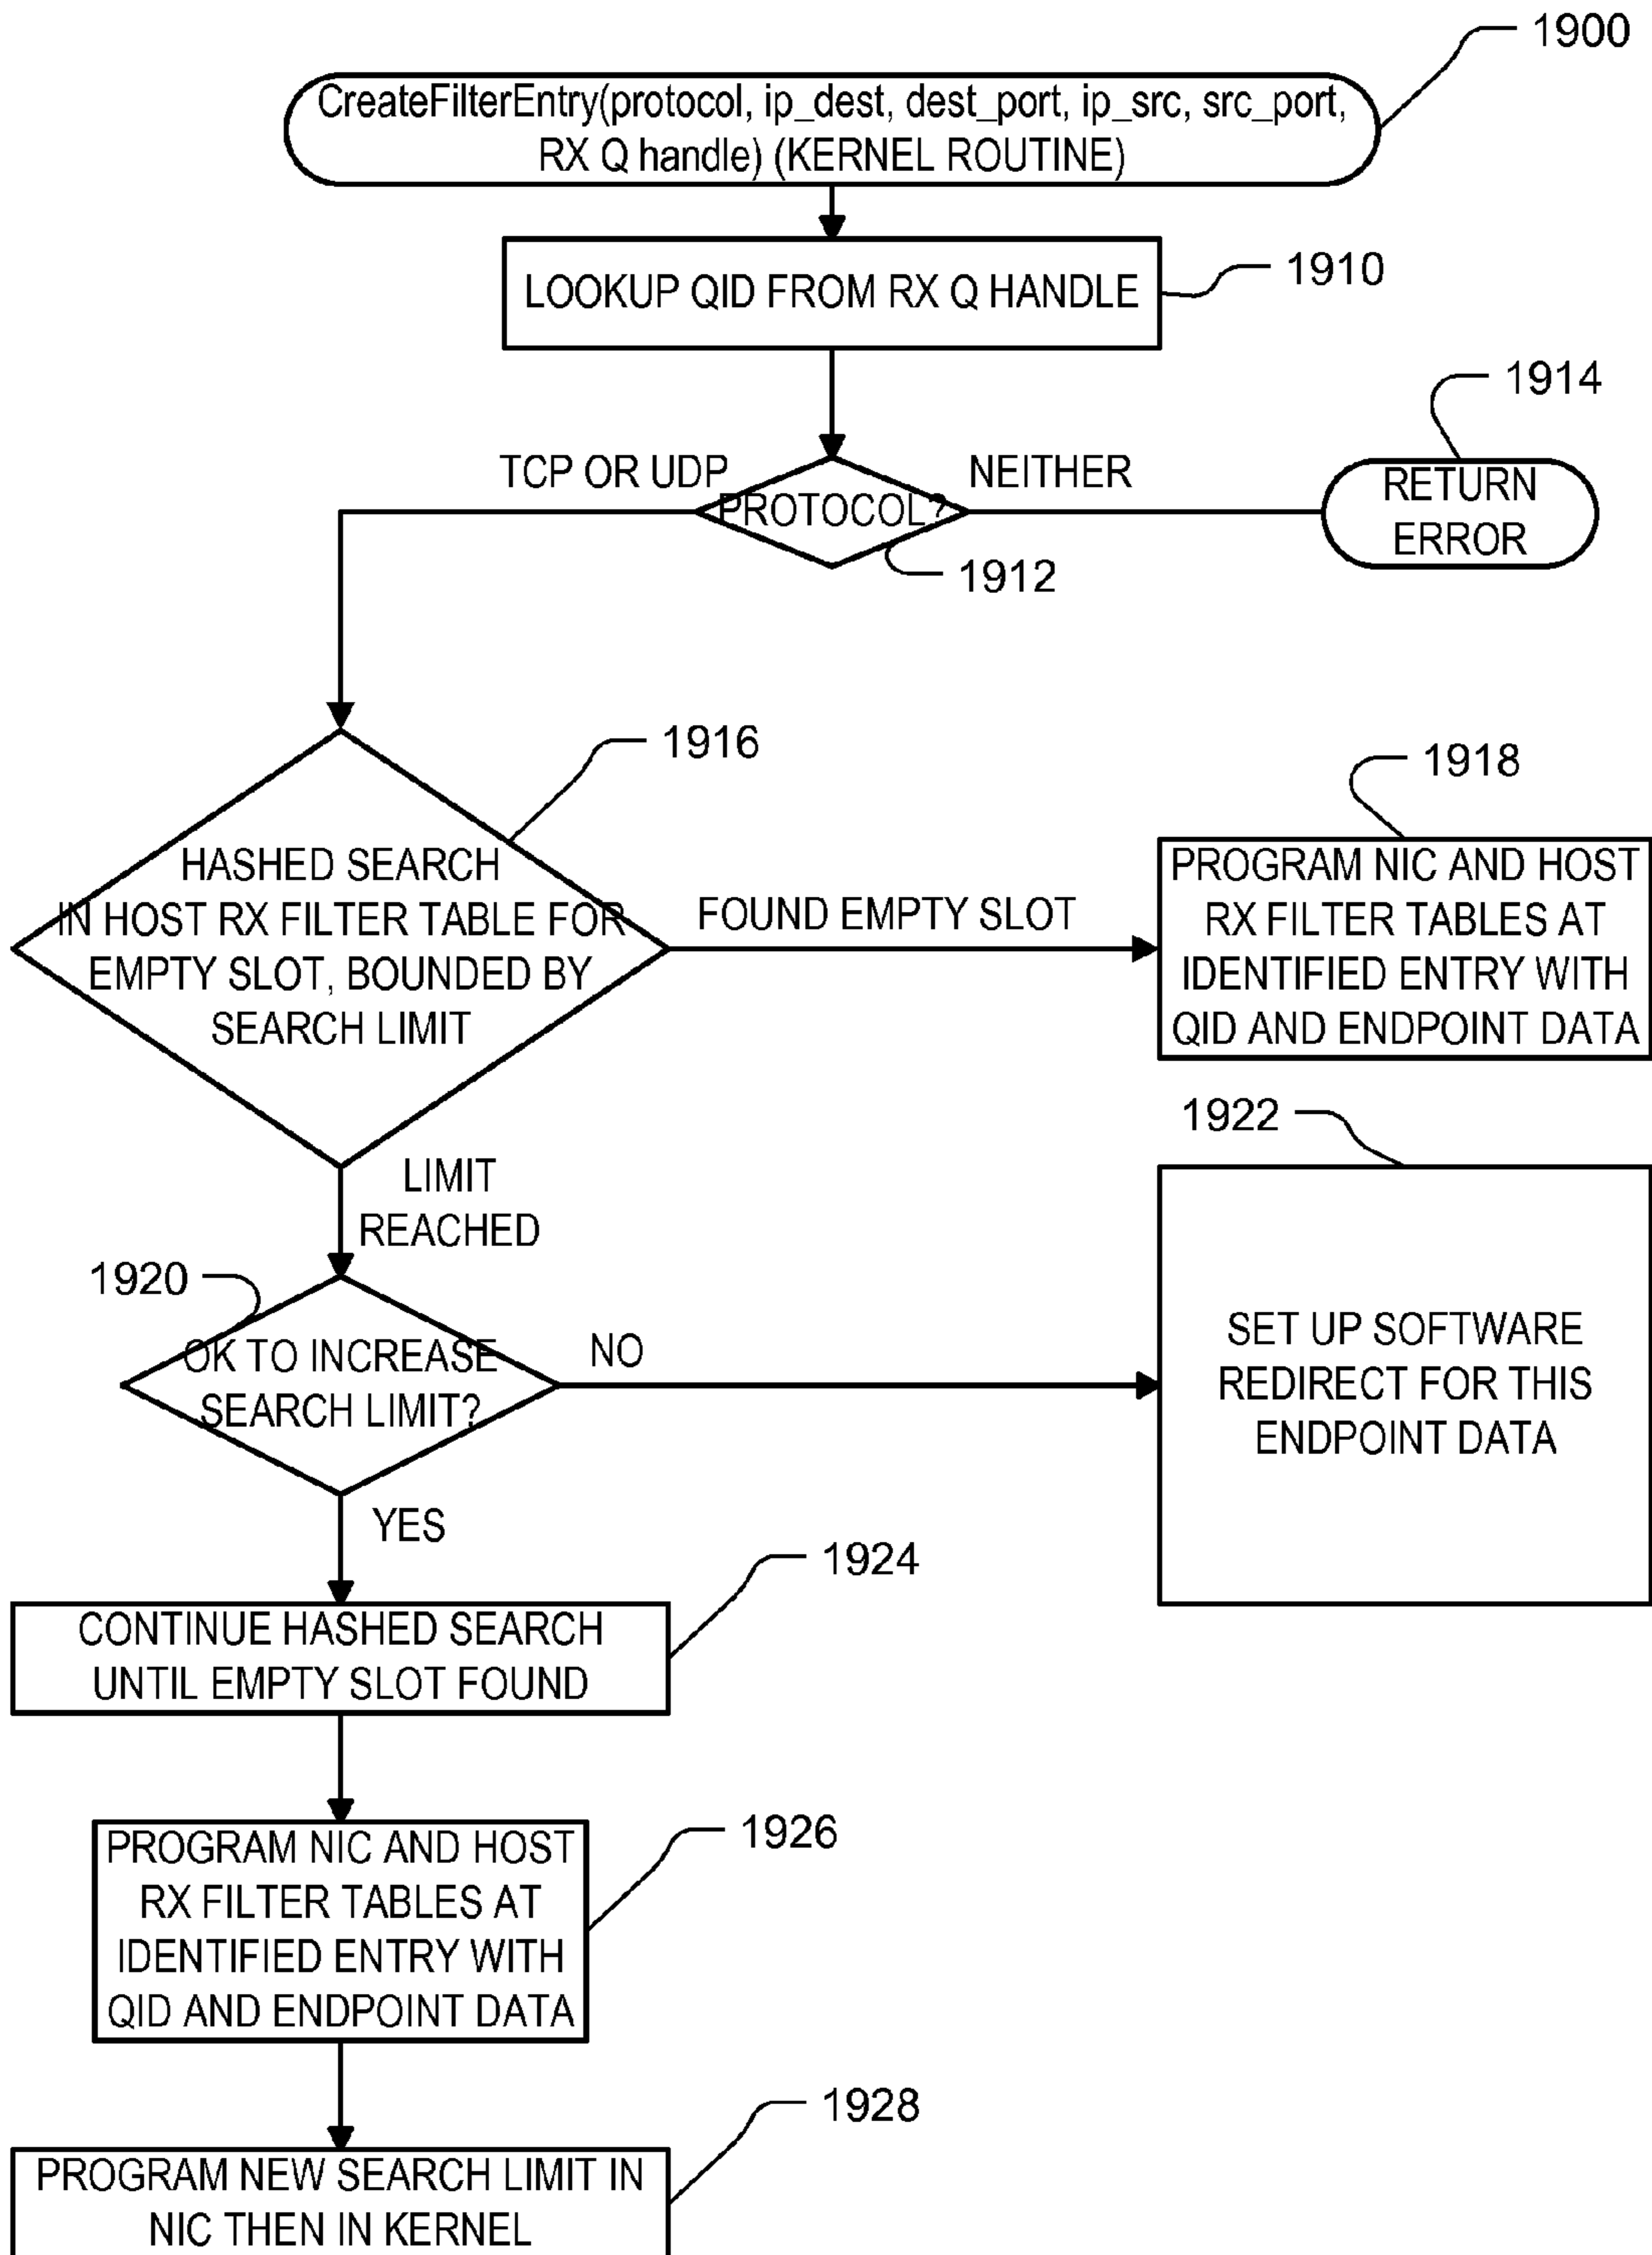 1900
CreateFilterEntry(protocol, ip_dest, dest_port, ip_src, src_port,
RX Q handle) (KERNEL ROUTINE)
LOOKUP QID FROM RX Q HANDLE
1910
1914
TCP OR UDP
NEITHER
PROTOCOL?
RETURN
ERROR
1912
1916
1918
HASHED SEARCH
IN HOST RX FILTER TABLE FOR
EMPTY SLOT, BOUNDED BY
SEARCH LIMIT
FOUND EMPTY SLOT
PROGRAM NIC AND HOST
RX FILTER TABLES AT
IDENTIFIED ENTRY WITH
QID AND ENDPOINT DATA
1922
LIMIT
REACHED
1920
OK TO INCREASE
SEARCH LIMIT?
NO
SET UP SOFTWARE
REDIRECT FOR THIS
ENDPOINT DATA
YES
1924
CONTINUE HASHED SEARCH
UNTIL EMPTY SLOT FOUND
1926
PROGRAM NIC AND HOST
RX FILTER TABLES AT
IDENTIFIED ENTRY WITH
QID AND ENDPOINT DATA
1928
PROGRAM NEW SEARCH LIMIT IN
NIC THEN IN KERNEL